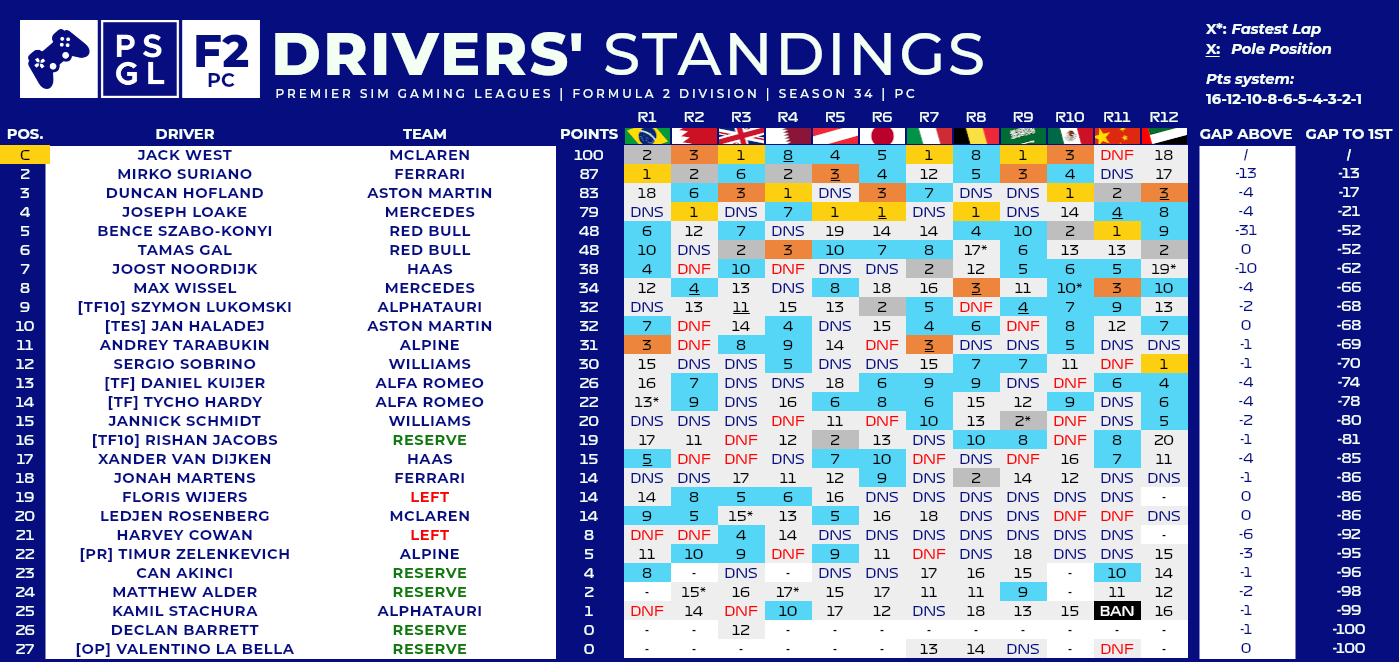 PS
GL
F2
PC
DRIVERS' STANDINGS
PREMIER SIM GAMING LEAGUES | FORMULA 2 DIVISION | SEASON 34 | PC
X*: Fastest Lap
X: Pole Position
Pts system:
16-12-10-8-6-5-4-3-2-1
R1 R2 R3 R4 R5 R6 R7 R8 R9 R10 R11 R12
POS. DRIVER TEAM POINTS GAP ABOVE GAP TO 1ST
C JACK WEST MCLAREN 100 2 3 1 8 4 5 1 8 1 3 DNF 18 / /
2 MIRKO SURIANO FERRARI 87 1 2 6 2 3 4 12 5 3 4 DNS 17 -13 -13
3 DUNCAN HOFLAND ASTON MARTIN 83 18 6 3 1 DNS 3 7 DNS DNS 1 2 3 -4 -17
4 JOSEPH LOAKE MERCEDES 79 DNS 1 DNS 7 1 1 DNS 1 DNS 14 4 8 -4 -21
5 BENCE SZABO-KONYI RED BULL 48 6 12 7 DNS 19 14 14 4 10 2 1 9 -31 -52
6 TAMAS GAL RED BULL 48 10 DNS 2 3 10 7 8 17* 6 13 13 2 0 -52
7 JOOST NOORDIJK HAAS 38 4 DNF 10 DNF DNS DNS 2 12 5 6 5 19* -10 -62
8 MAX WISSEL MERCEDES 34 12 4 13 DNS 8 18 16 3 11 10* 3 10 -4 -66
9 [TF10] SZYMON LUKOMSKI ALPHATAURI 32 DNS 13 11 15 13 2 5 DNF 4 7 9 13 -2 -68
10 [TES] JAN HALADEJ ASTON MARTIN 32 7 DNF 14 4 DNS 15 4 6 DNF 8 12 7 0 -68
11 ANDREY TARABUKIN ALPINE 31 3 DNF 8 9 14 DNF 3 DNS DNS 5 DNS DNS -1 -69
12 SERGIO SOBRINO WILLIAMS 30 15 DNS DNS 5 DNS DNS 15 7 7 11 DNF 1 -1 -70
13 [TF] DANIEL KUIJER ALFA ROMEO 26 16 7 DNS DNS 18 6 9 9 DNS DNF 6 4 -4 -74
14 [TF] TYCHO HARDY ALFA ROMEO 22 13* 9 DNS 16 6 8 6 15 12 9 DNS 6 -4 -78
15 JANNICK SCHMIDT WILLIAMS 20 DNS DNS DNS DNF 11 DNF 10 13 2* DNF DNS 5 -2 -80
16 [TF10] RISHAN JACOBS RESERVE 19 17 11 DNF 12 2 13 DNS 10 8 DNF 8 20 -1 -81
17 XANDER VAN DIJKEN HAAS 15 5 DNF DNF DNS 7 10 DNF DNS DNF 16 7 11 -4 -85
18 JONAH MARTENS FERRARI 14 DNS DNS 17 11 12 9 DNS 2 14 12 DNS DNS -1 -86
19 FLORIS WIJERS LEFT 14 14 8 5 6 16 DNS DNS DNS DNS DNS DNS - 0 -86
20 LEDJEN ROSENBERG MCLAREN 14 9 5 15* 13 5 16 18 DNS DNS DNF DNF DNS 0 -86
21 HARVEY COWAN LEFT 8 DNF DNF 4 14 DNS DNS DNS DNS DNS DNS DNS - -6 -92
22 [PR] TIMUR ZELENKEVICH ALPINE 5 11 10 9 DNF 9 11 DNF DNS 18 DNS DNS 15 -3 -95
23 CAN AKINCI RESERVE 4 8 - DNS - DNS DNS 17 16 15 - 10 14 -1 -96
24 MATTHEW ALDER RESERVE 2 - 15* 16 17* 15 17 11 11 9 - 11 12 -2 -98
25 KAMIL STACHURA ALPHATAURI 1 DNF 14 DNF 10 17 12 DNS 18 13 15 BAN 16 -1 -99
26 DECLAN BARRETT RESERVE 0 - - 12 - - - - - - - - - -1 -100
27 [OP] VALENTINO LA BELLA RESERVE 0 - - - - - - 13 14 DNS - DNF - 0 -100